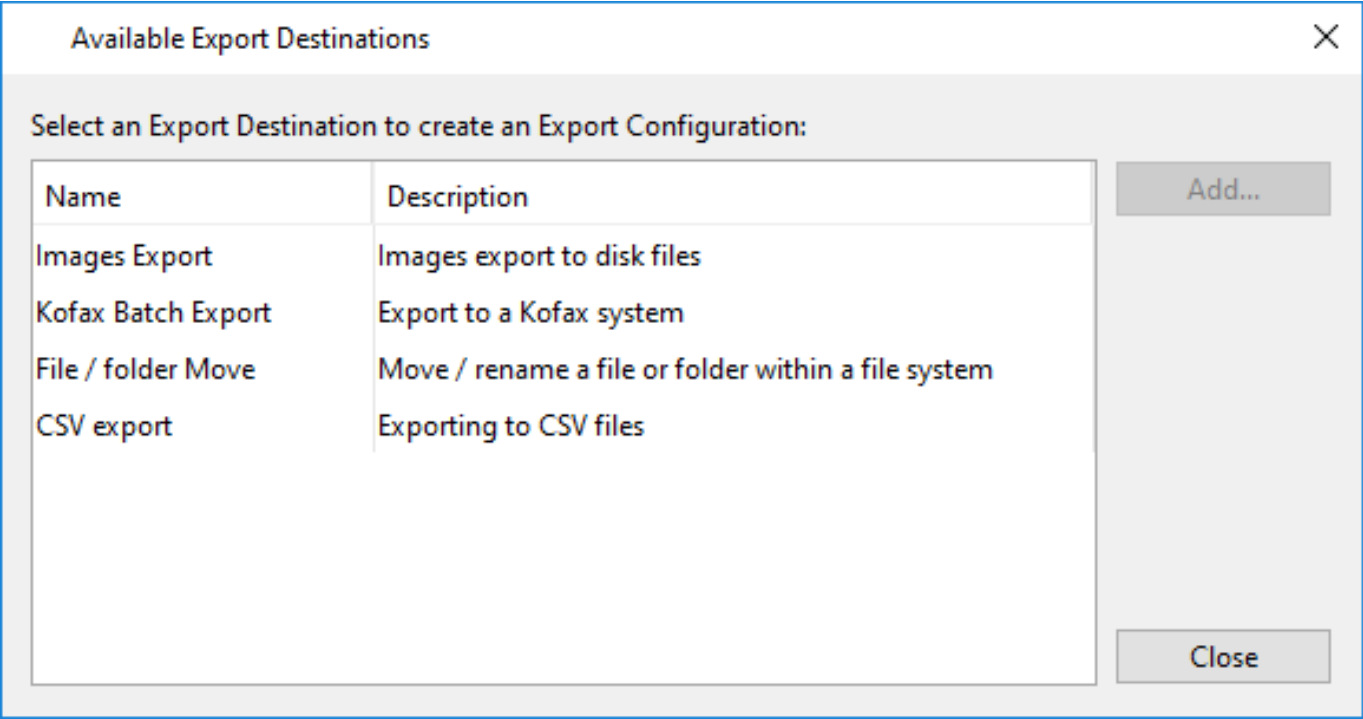 Available Export Destinations
Select an Export Destination to create an Export Configuration:
Name Description
Images Export Images export to disk files
Kofax Batch Export Export to a Kofax system
File / folder Move Move / rename a file or folder within a file system
CSV export Exporting to CSV files
Add...
Close